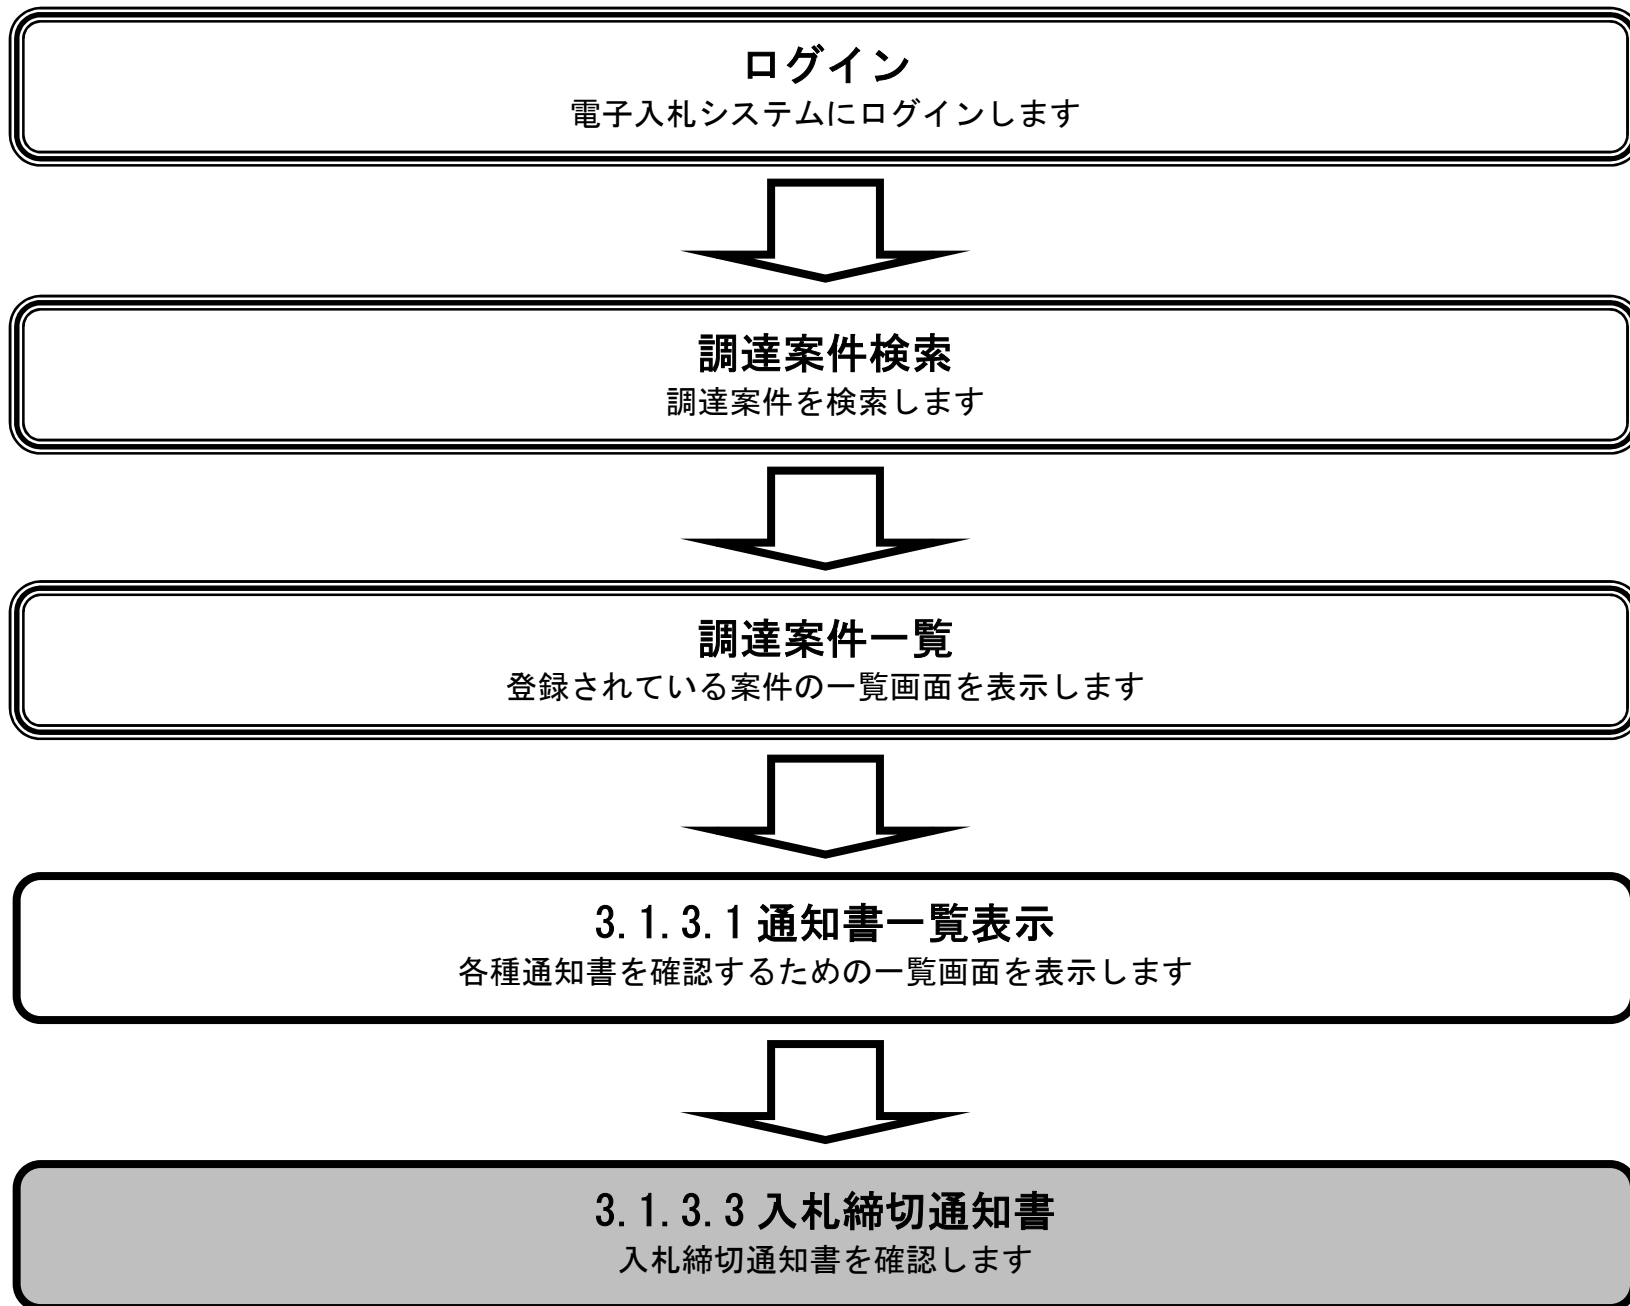 ログイン
電子入札システムにログインします
調達案件検索
調達案件を検索します
調達案件一覧
登録されている案件の一覧画面を表示します
3.1.3.1 通知書一覧表示
各種通知書を確認するための一覧画面を表示します
3.1.3.3 入札締切通知書
入札締切通知書を確認します